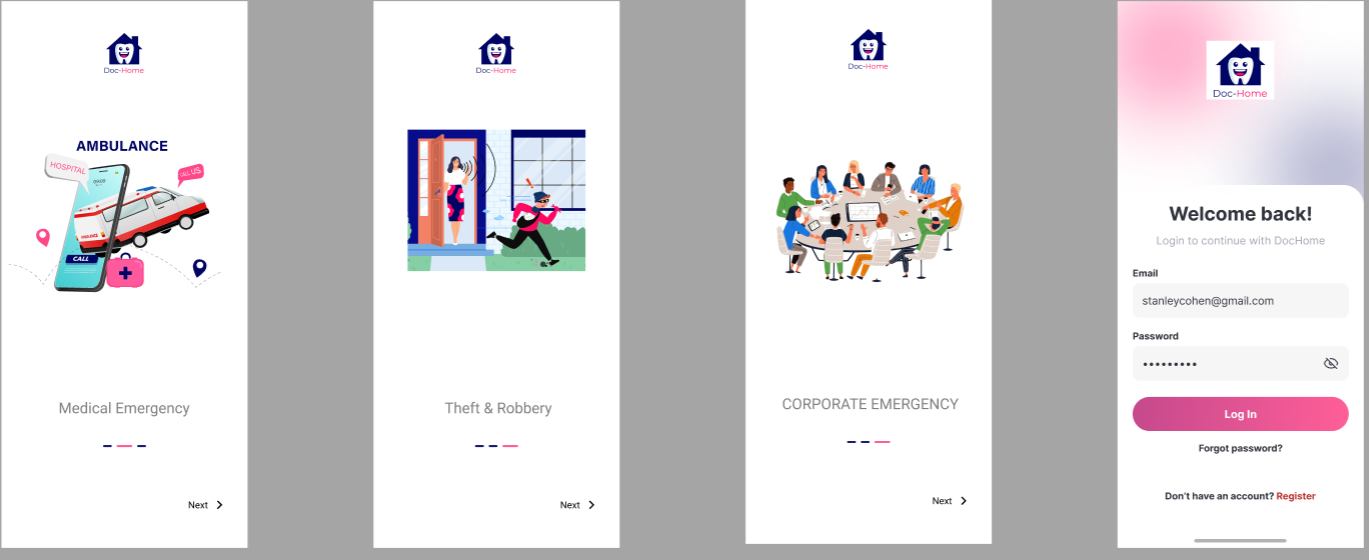 Doc-Home
AMBULANCE
HOSPITAL
CALL US
CALL
Medical Emergency
Next
Doc-Home
Theft & Robbery
Next
Doc-Home
CORPORATE EMERGENCY
Next
Doc-Home
Welcome back!
Login to continue with DocHome
Email
stanleycohen@gmail.com
Password
Log In
Forgot password?
Don't have an account? Register